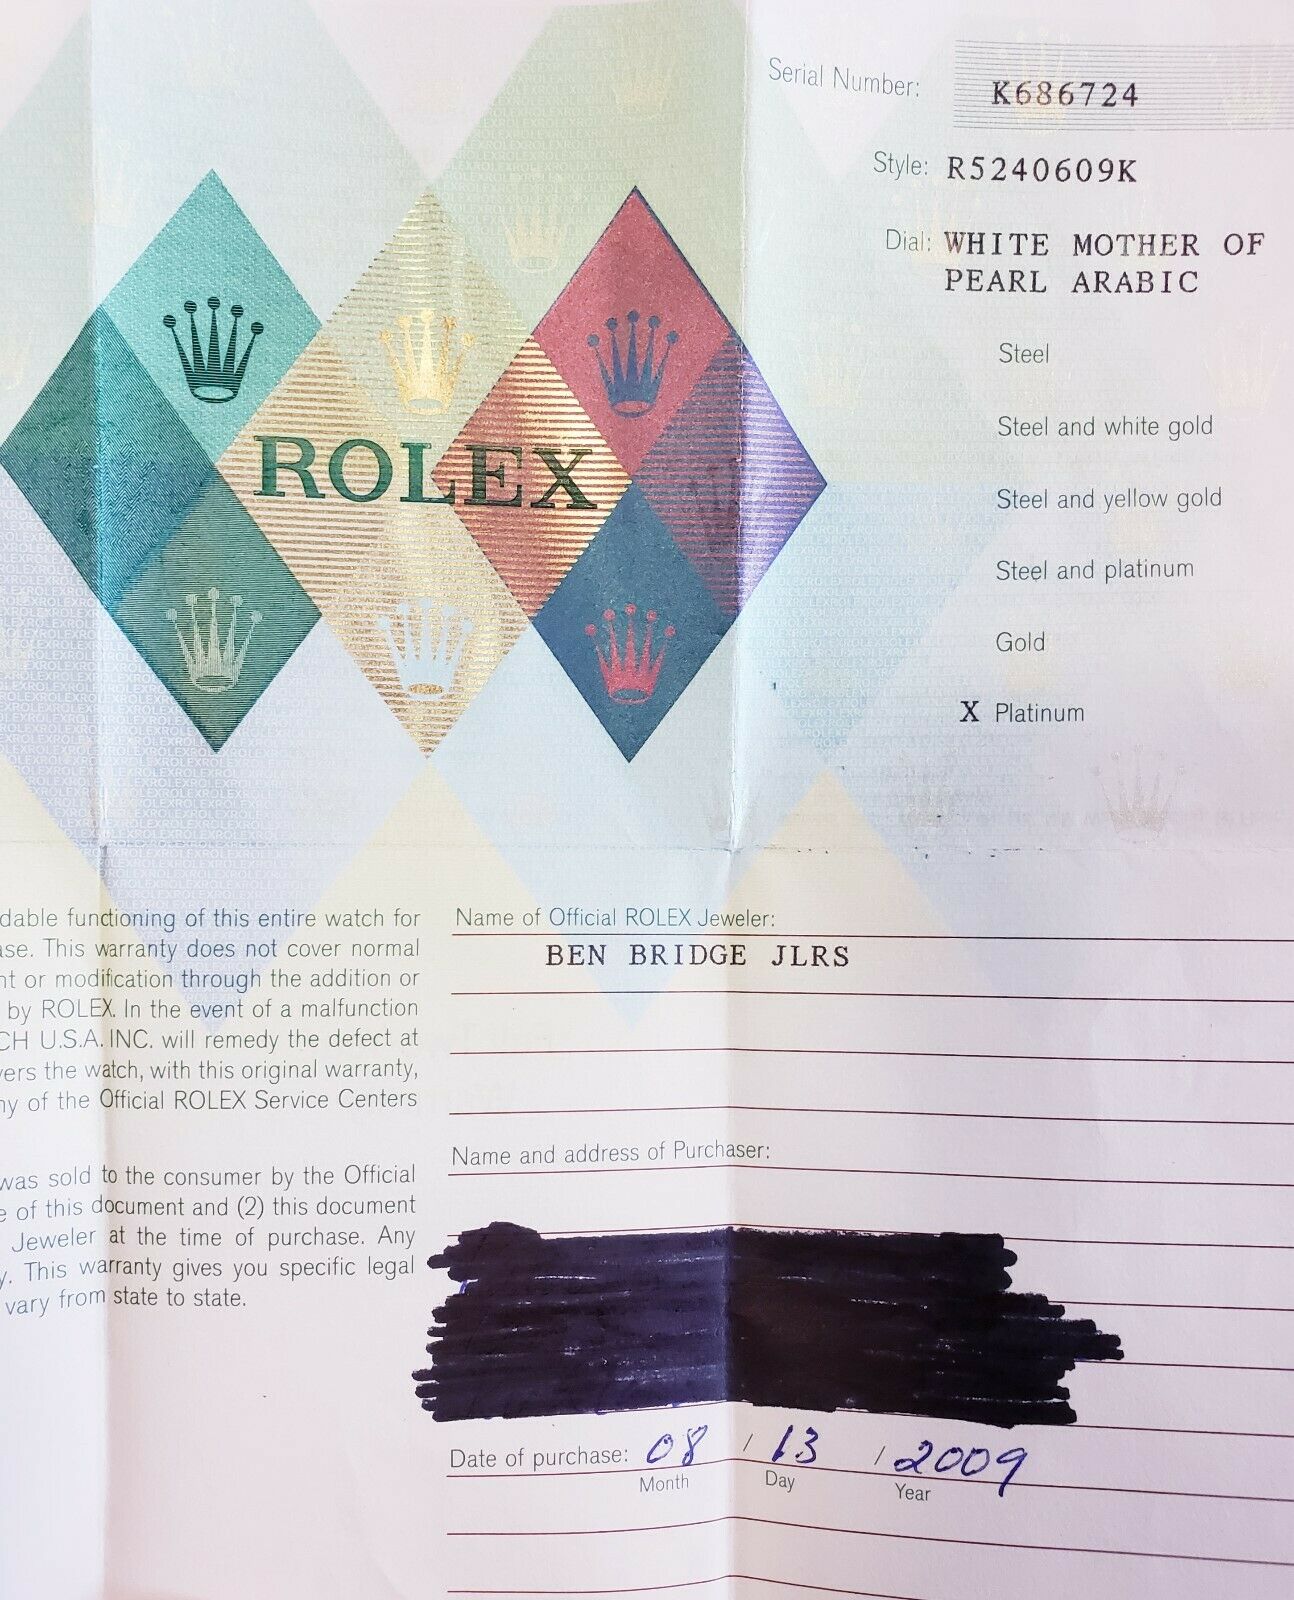 Serial Number: K686724
Style: R5240609K
Dial: WHITE MOTHER OF
PEARL ARABIC
Steel
Steel and white gold
Steel and yellow gold
Steel and platinum
Gold
X Platinum
ROLEX
dable functioning of this entire watch for
ase. This warranty does not cover normal
nt or modification through the addition or
by ROLEX. In the event of a malfunction
CH U.S.A. INC. will remedy the defect at
vers the watch, with this original warranty,
ny of the Official ROLEX Service Centers
was sold to the consumer by the Official
e of this document and (2) this document
Jeweler at the time of purchase. Any
y. This warranty gives you specific legal
vary from state to state.
Name of Official ROLEX Jeweler:
BEN BRIDGE JLRS
Name and address of Purchaser:
Date of purchase: 08 / 13 / 2009
Month Day Year